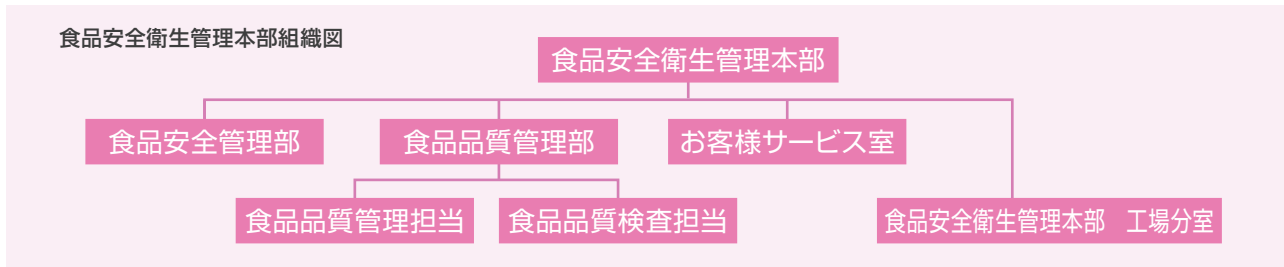 食品安全衛生管理本部組織図
食品安全衛生管理本部
食品安全管理部
食品品質管理部
お客様サービス室
食品品質管理担当
食品品質検査担当
食品安全衛生管理本部　工場分室